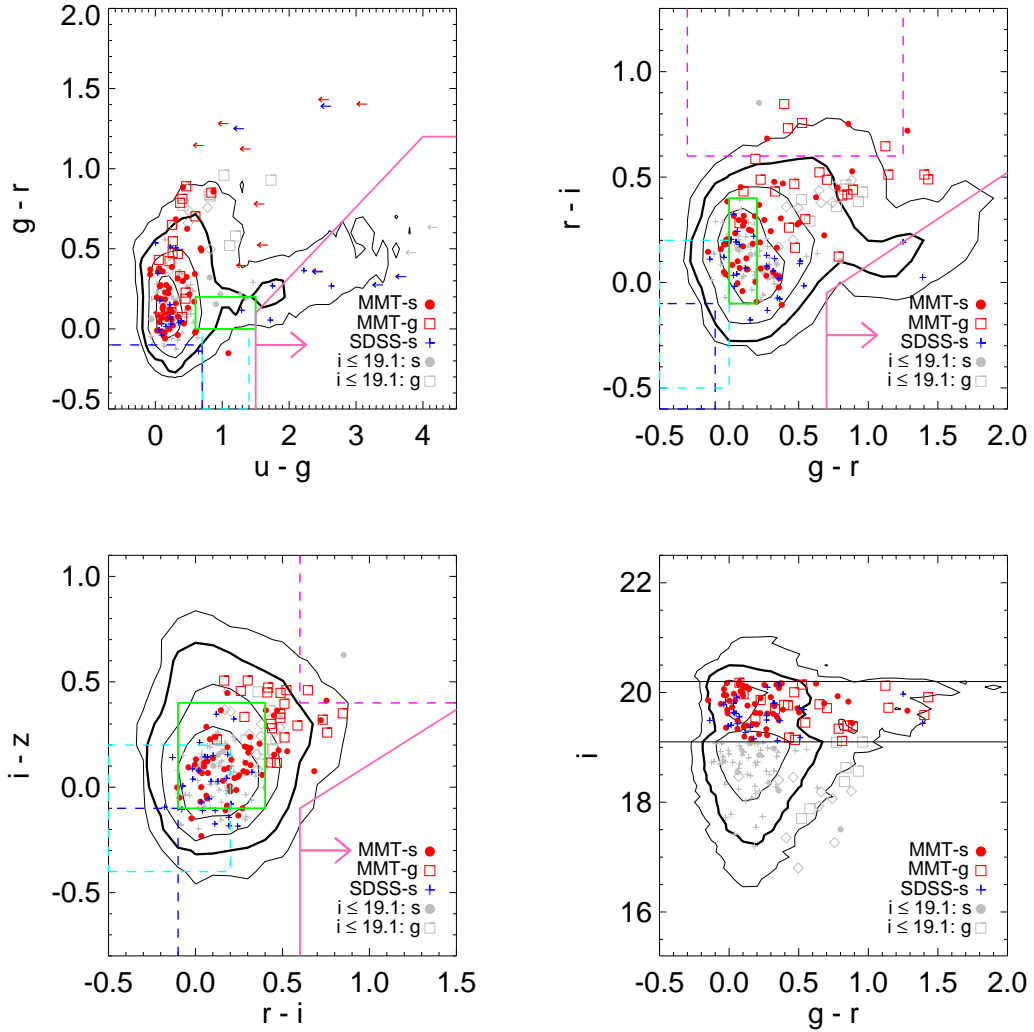 2.0
1.5
1.0
0.5
0.0
-0.5
g - r
0
1
2
3
4
u - g
MMT-s
MMT-g
SDSS-s
i ≤ 19.1: s
i ≤ 19.1: g
1.0
0.5
0.0
-0.5
r - i
-0.5
0.0
0.5
1.0
1.5
2.0
g - r
MMT-s
MMT-g
SDSS-s
i ≤ 19.1: s
i ≤ 19.1: g
1.0
0.5
0.0
-0.5
i - z
-0.5
0.0
0.5
1.0
1.5
r - i
MMT-s
MMT-g
SDSS-s
i ≤ 19.1: s
i ≤ 19.1: g
22
20
18
16
i
-0.5
0.0
0.5
1.0
1.5
2.0
g - r
MMT-s
MMT-g
SDSS-s
i ≤ 19.1: s
i ≤ 19.1: g